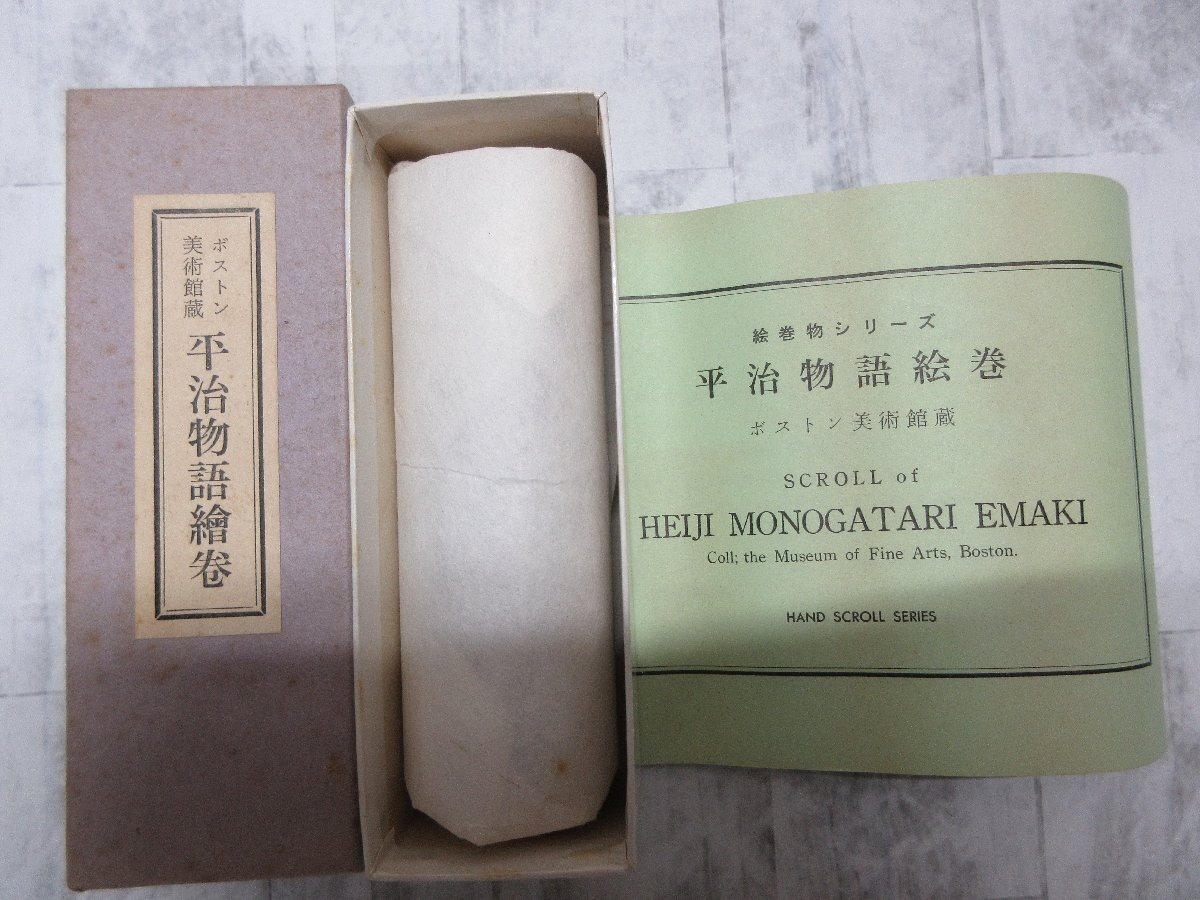 ボストン
美術館蔵
平治物語繪卷
絵巻物シリーズ
平治物語絵巻
ボストン美術館蔵
SCROLL of
HEIJI MONOGATARI EMAKI
Coll; the Museum of Fine Arts, Boston.
HAND SCROLL SERIES